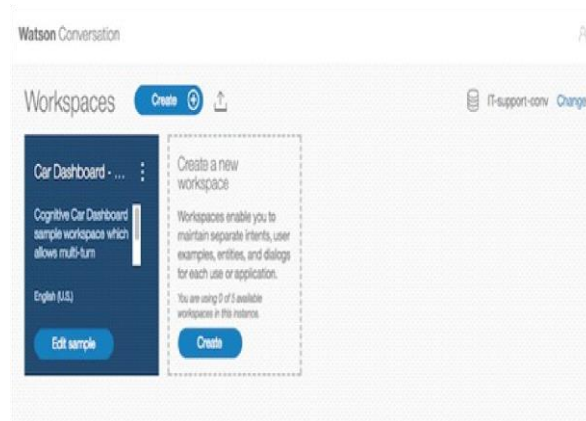 Watson Conversation
Workspaces
Create
IT-support-conv Change
Car Dashboard - ...
Cognitive Car Dashboard
sample workspace which
allows multi-turn
English (U.S.)
Edit sample
Create a new
workspace
Workspaces enable you to
maintain separate intents, user
examples, entities, and dialogs
for each use or application.
You are using 0 of 5 available
workspaces in this instance.
Create